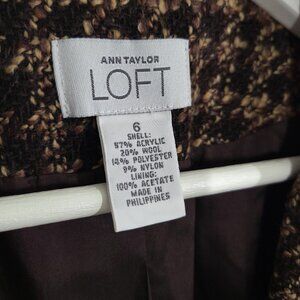 ANN TAYLOR
LOFT
6
SHELL:
57% ACRYLIC
20% WOOL
14% POLYESTER
9% NYLON
LINING:
100% ACETATE
MADE IN
PHILIPPINES